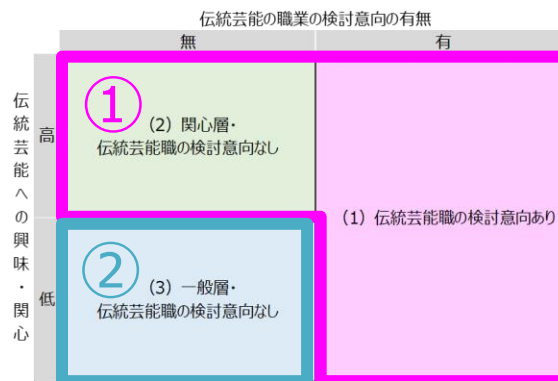 伝統芸能の職業の検討意向の有無
無
有
伝統芸能への興味・関心
高
①
（2）関心層・
伝統芸能職の検討意向なし
（1）伝統芸能職の検討意向あり
低
②
（3）一般層・
伝統芸能職の検討意向なし